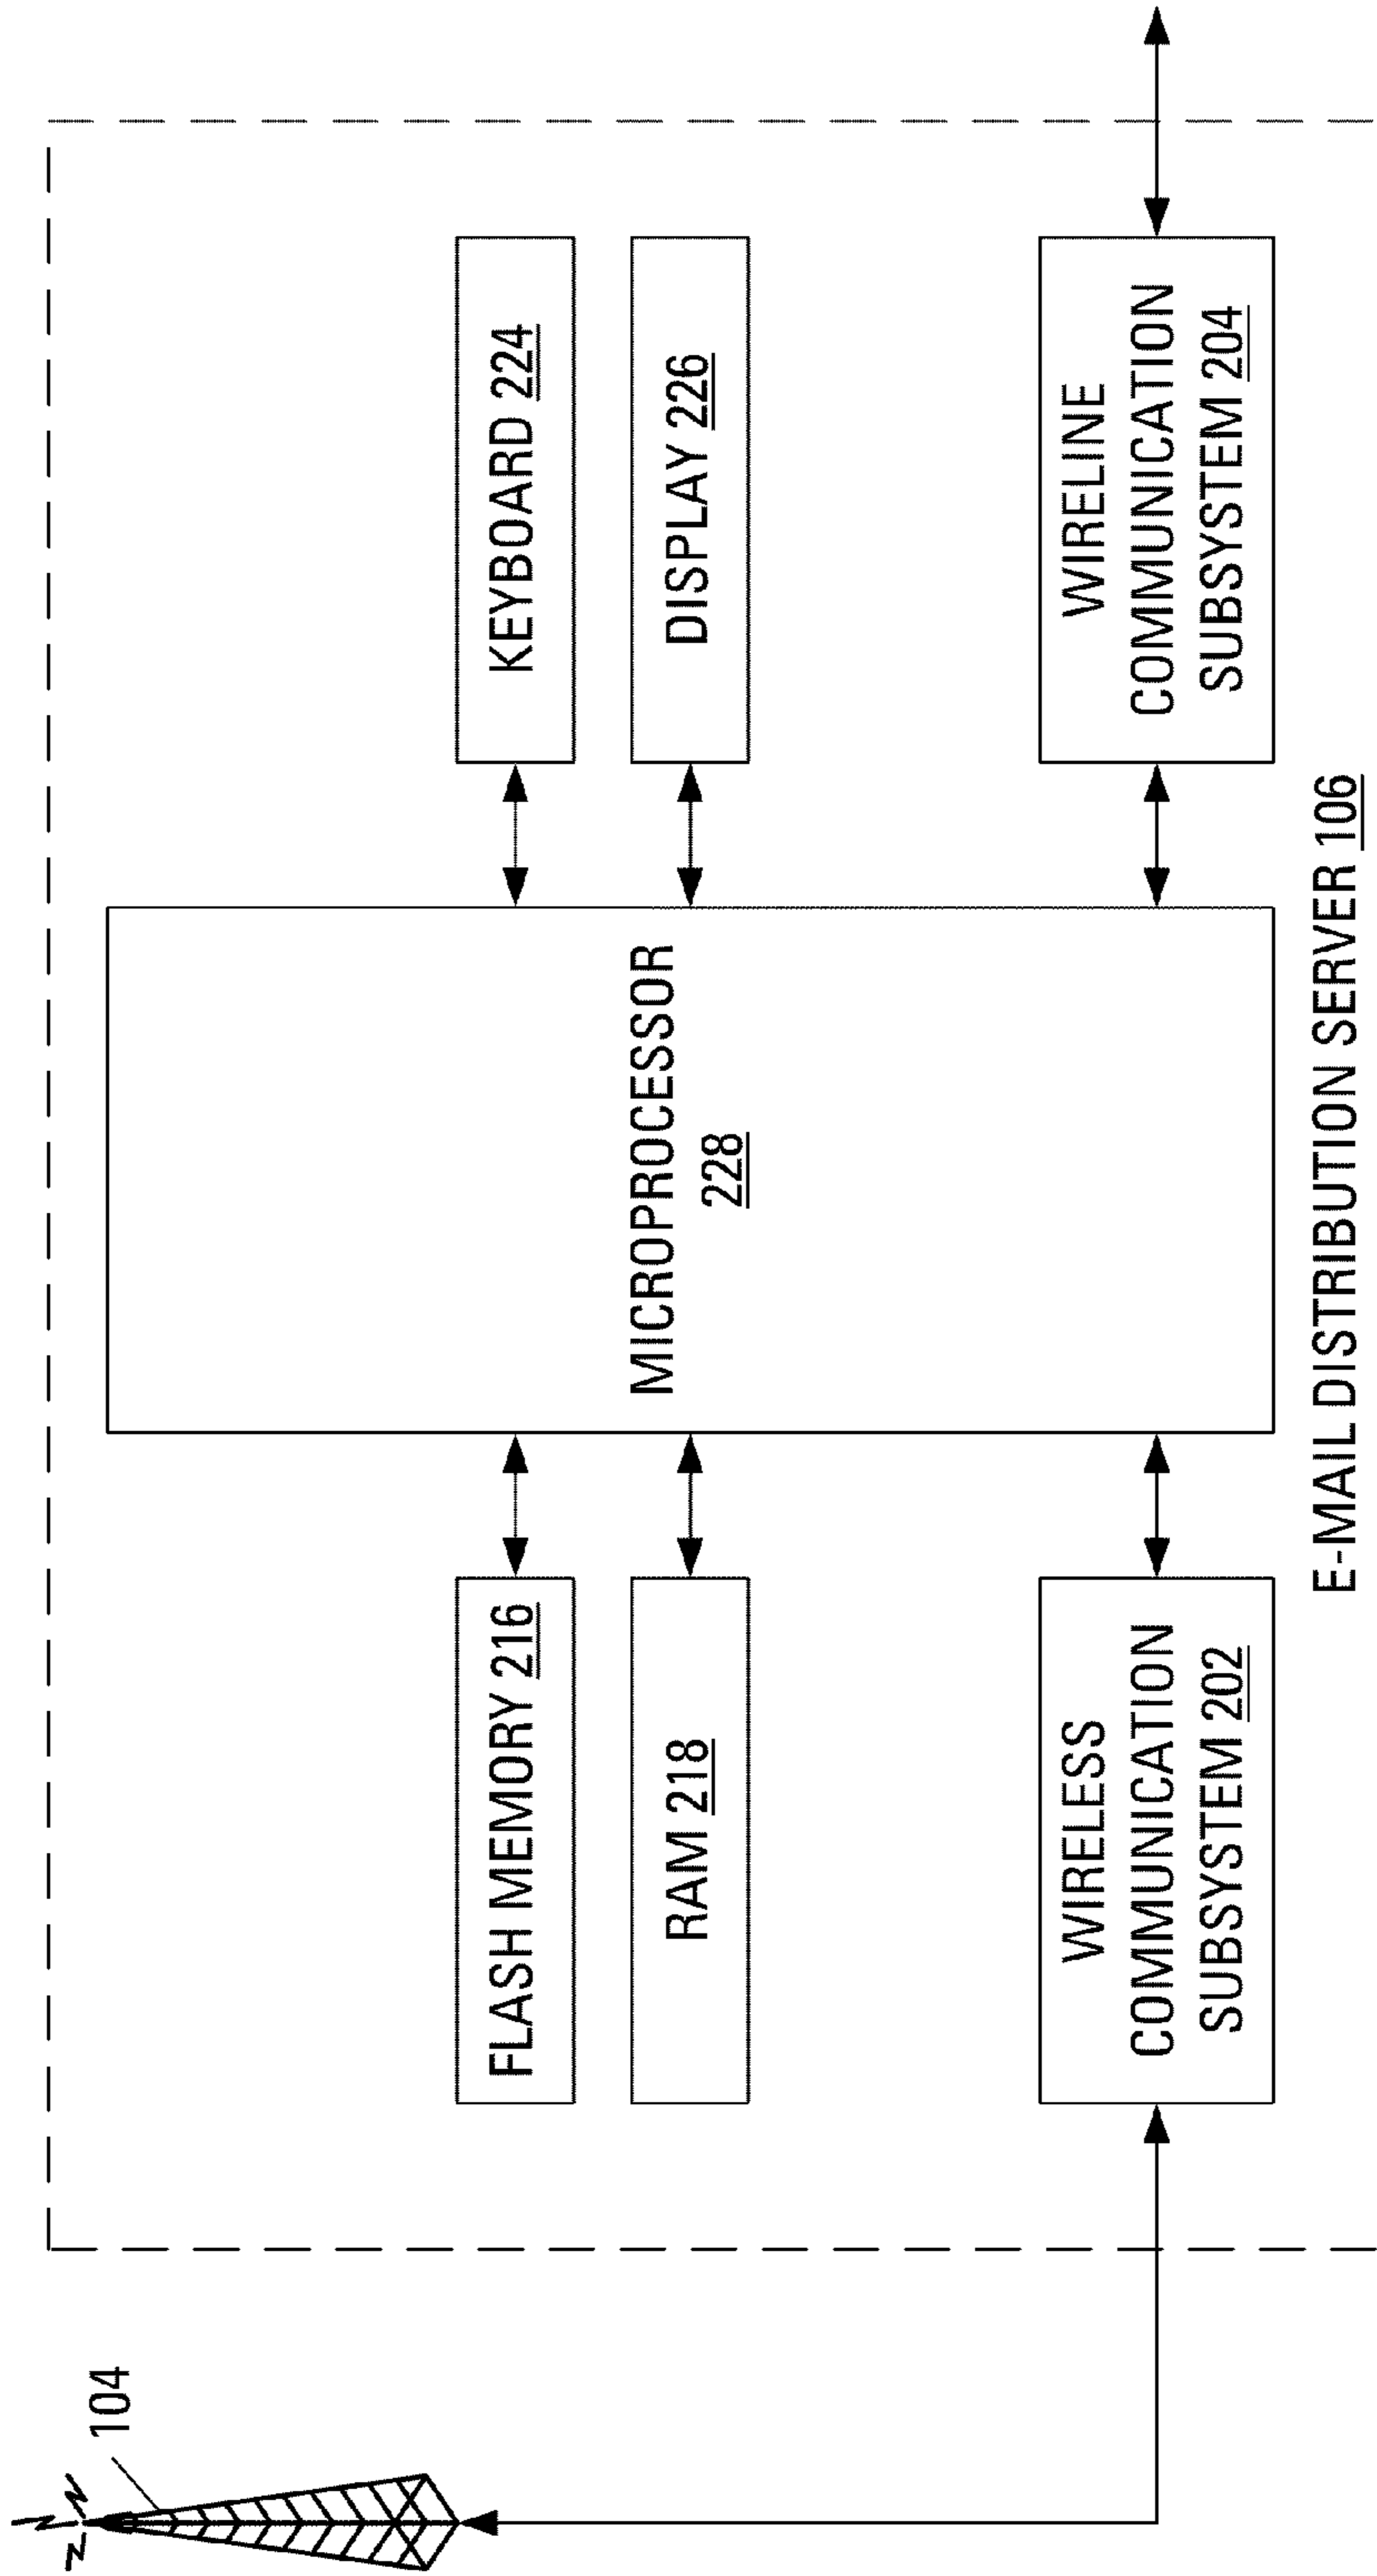 104
FLASH MEMORY 216
RAM 218
WIRELESS
COMMUNICATION
SUBSYSTEM 202
MICROPROCESSOR
228
KEYBOARD 224
DISPLAY 226
WIRELINE
COMMUNICATION
SUBSYSTEM 204
E-MAIL DISTRIBUTION SERVER 106